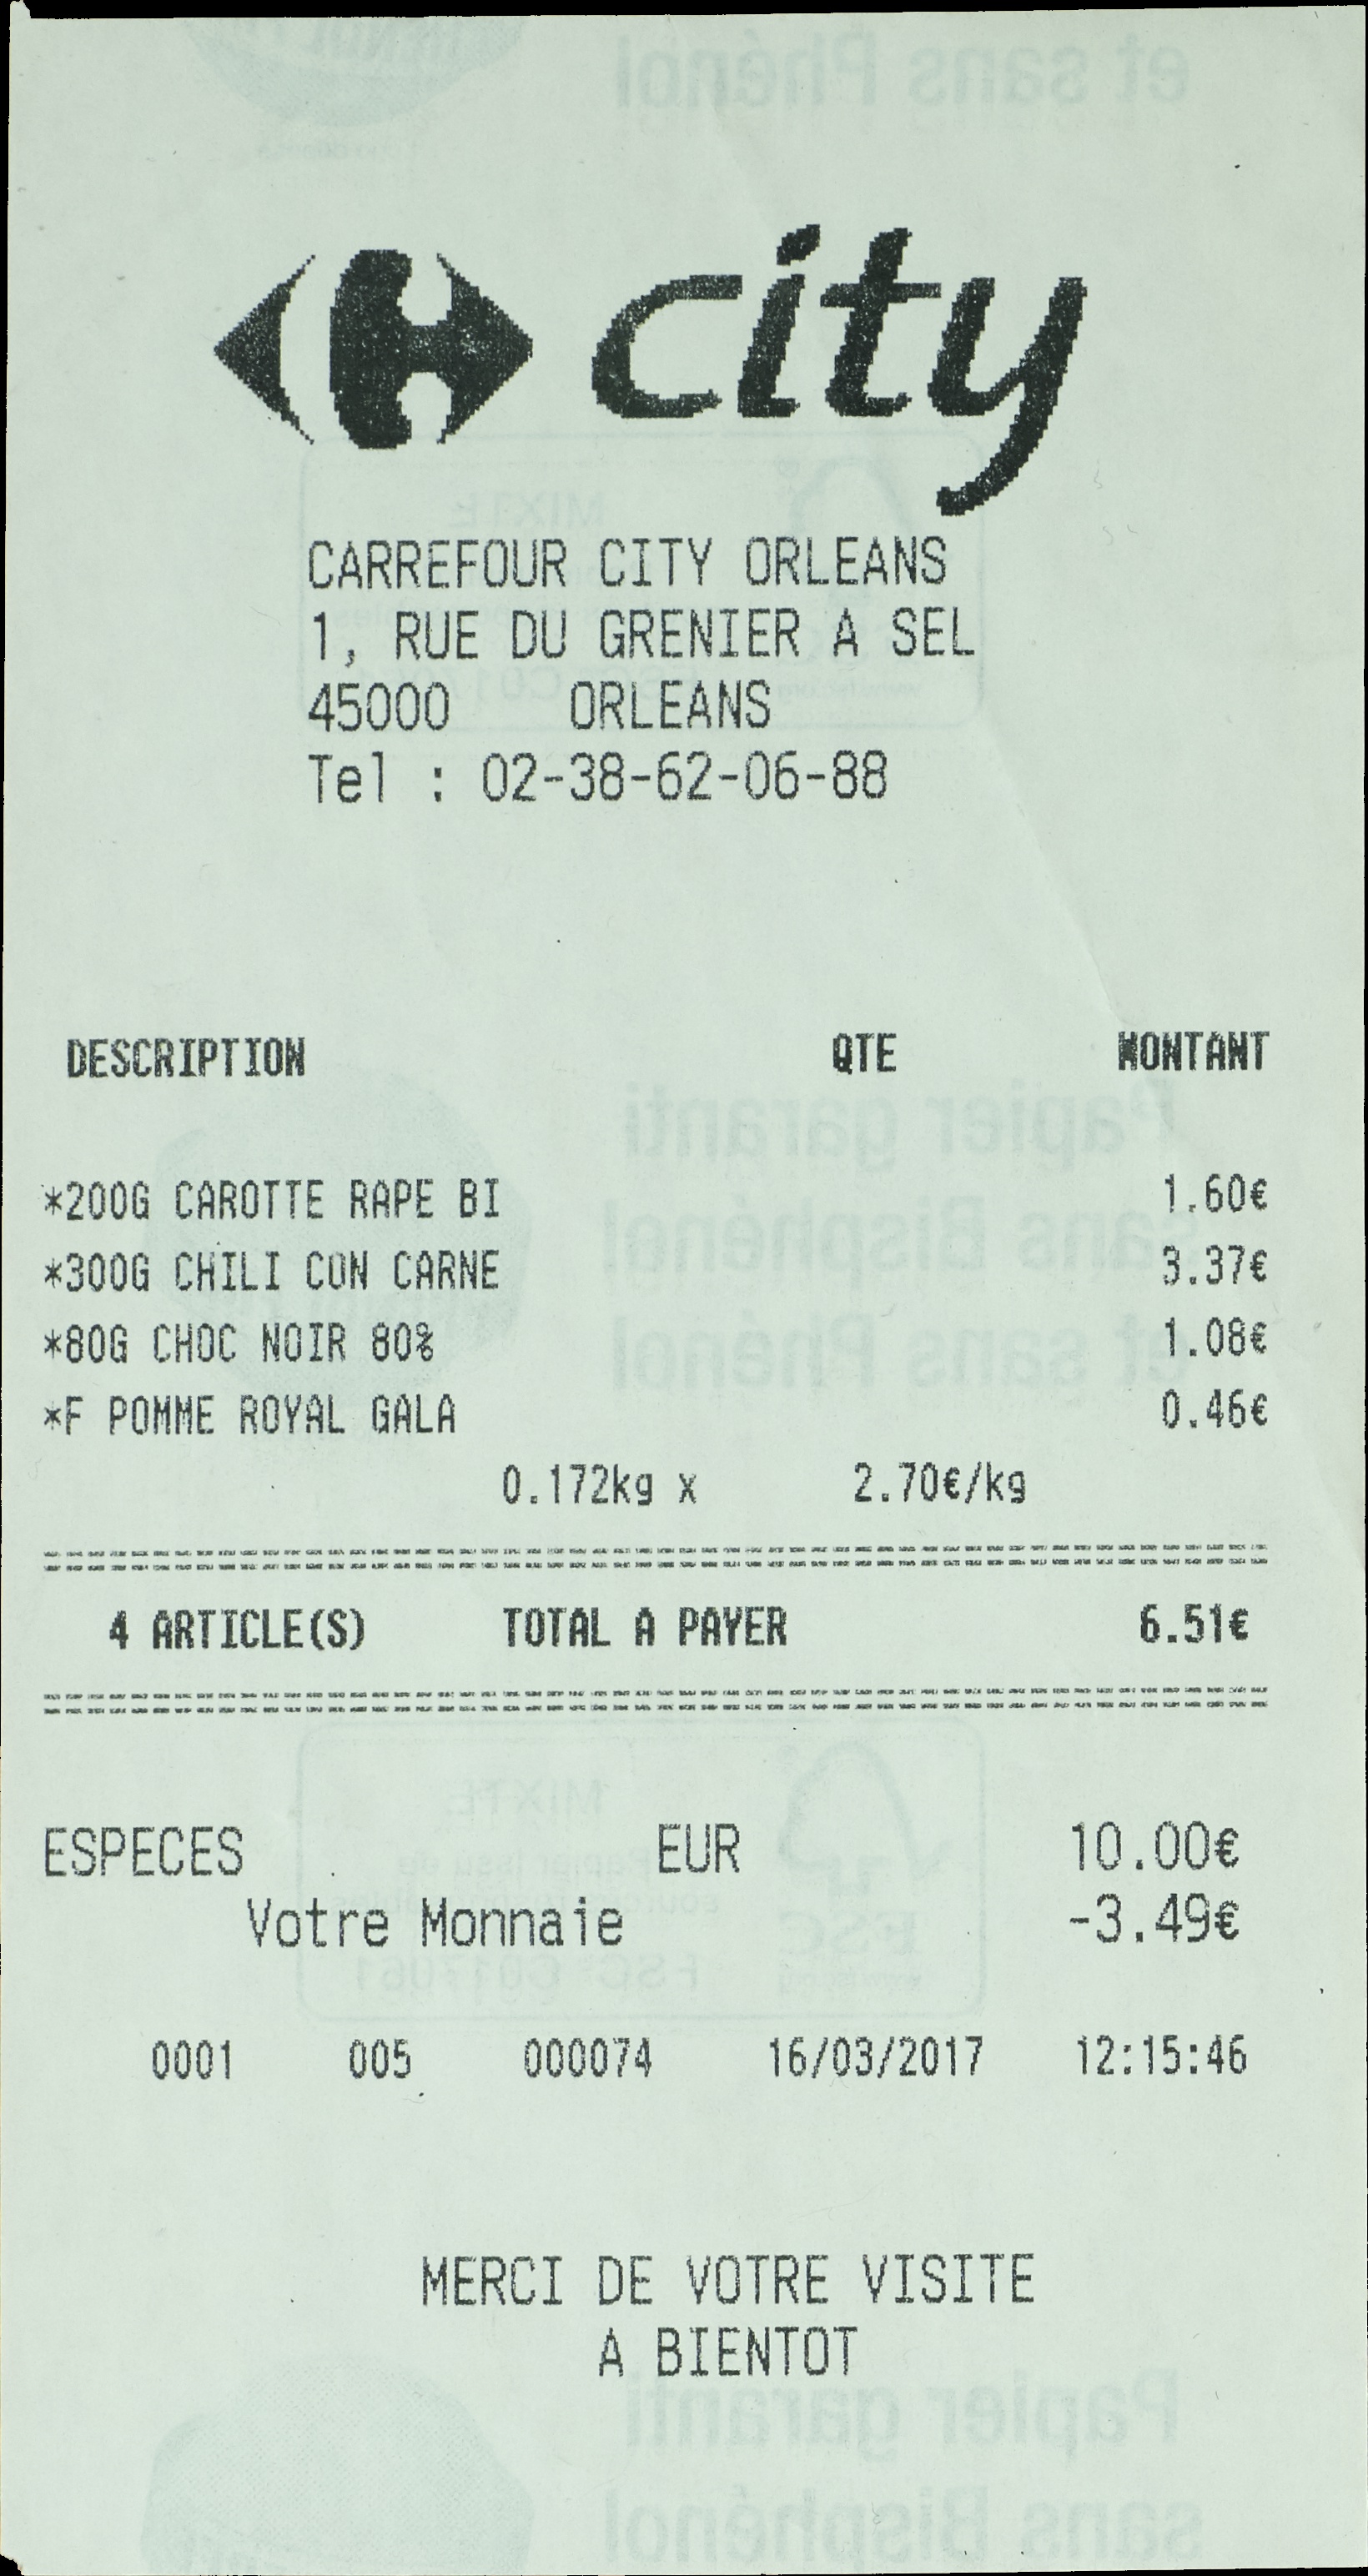 city
CARREFOUR CITY ORLEANS
1, RUE DU GRENIER A SEL
45000 ORLEANS
Tel : 02-38-62-06-88
DESCRIPTION QTE MONTANT
*200G CAROTTE RAPE BI 1.60€
*300G CHILI CON CARNE 3.37€
*80G CHOC NOIR 80% 1.08€
*F POMME ROYAL GALA 0.46€
0.172kg x 2.70€/kg
4 ARTICLE(S) TOTAL A PAYER 6.51€
ESPECES EUR 10.00€
Votre Monnaie -3.49€
0001 005 000074 16/03/2017 12:15:46
MERCI DE VOTRE VISITE
A BIENTOT